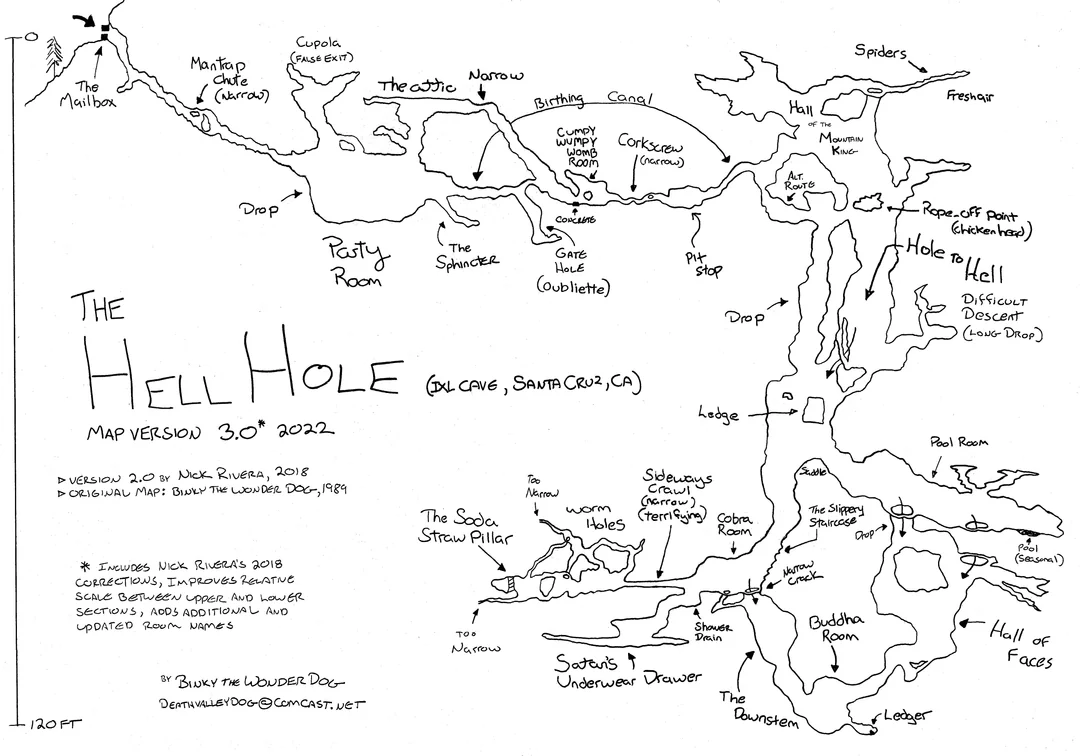 0
The
Mailbox
Mantrap
Chute
(Narrow)
Cupola
(FALSE EXIT)
The attic
Narrow
Birthing Canal
CUMPY
WUMPY
WOMB
ROOM
Corkscrew
(narrow)
CONCRETE
Drop
Party
Room
The
Sphincter
GATE
HOLE
(Oubliette)
Pit
stop
Spiders
Freshair
Hall
OF THE
MOUNTAIN
KING
ALT.
ROUTE
Rope-off point
(chickenhead)
Hole to
Hell
DIFFICULT
DESCENT
(LONG DROP)
Drop
Ledge
THE
HELL HOLE
(IXL CAVE, SANTA CRUZ, CA)
MAP VERSION 3.0* 2022
▷ VERSION 2.0 BY NICK RIVERA, 2018
▷ ORIGINAL MAP: BINKY THE WONDER DOG, 1989
* INCLUDES NICK RIVERA'S 2018
CORRECTIONS, IMPROVES RELATIVE
SCALE BETWEEN UPPER AND LOWER
SECTIONS, ADDS ADDITIONAL AND
UPDATED ROOM NAMES
BY BINKY THE WONDER DOG
DEATHVALLEYDOG@COMCAST.NET
120 FT
The Soda
Straw Pillar
Too
Narrow
worm
Holes
Sideways
Crawl
(narrow)
(terrifying)
Cobra
Room
Saddle
The Slippery
Staircase
Drop
Pool Room
Pool
(Seasonal)
Narrow
Crack
Too
Narrow
Shower
Drain
Satan's
Underwear Drawer
Buddha
Room
Hall of
Faces
The
Downstem
Ledger